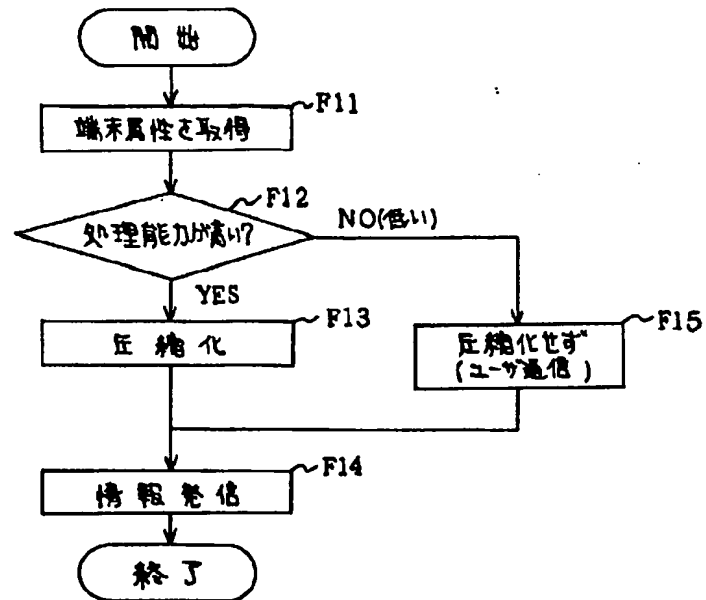 開始
F11
端末属性を取得
F12
処理能力が高い?
NO(低い)
YES
F13
圧縮化
F15
圧縮化せず
(ユーザ通信)
F14
情報発信
終了